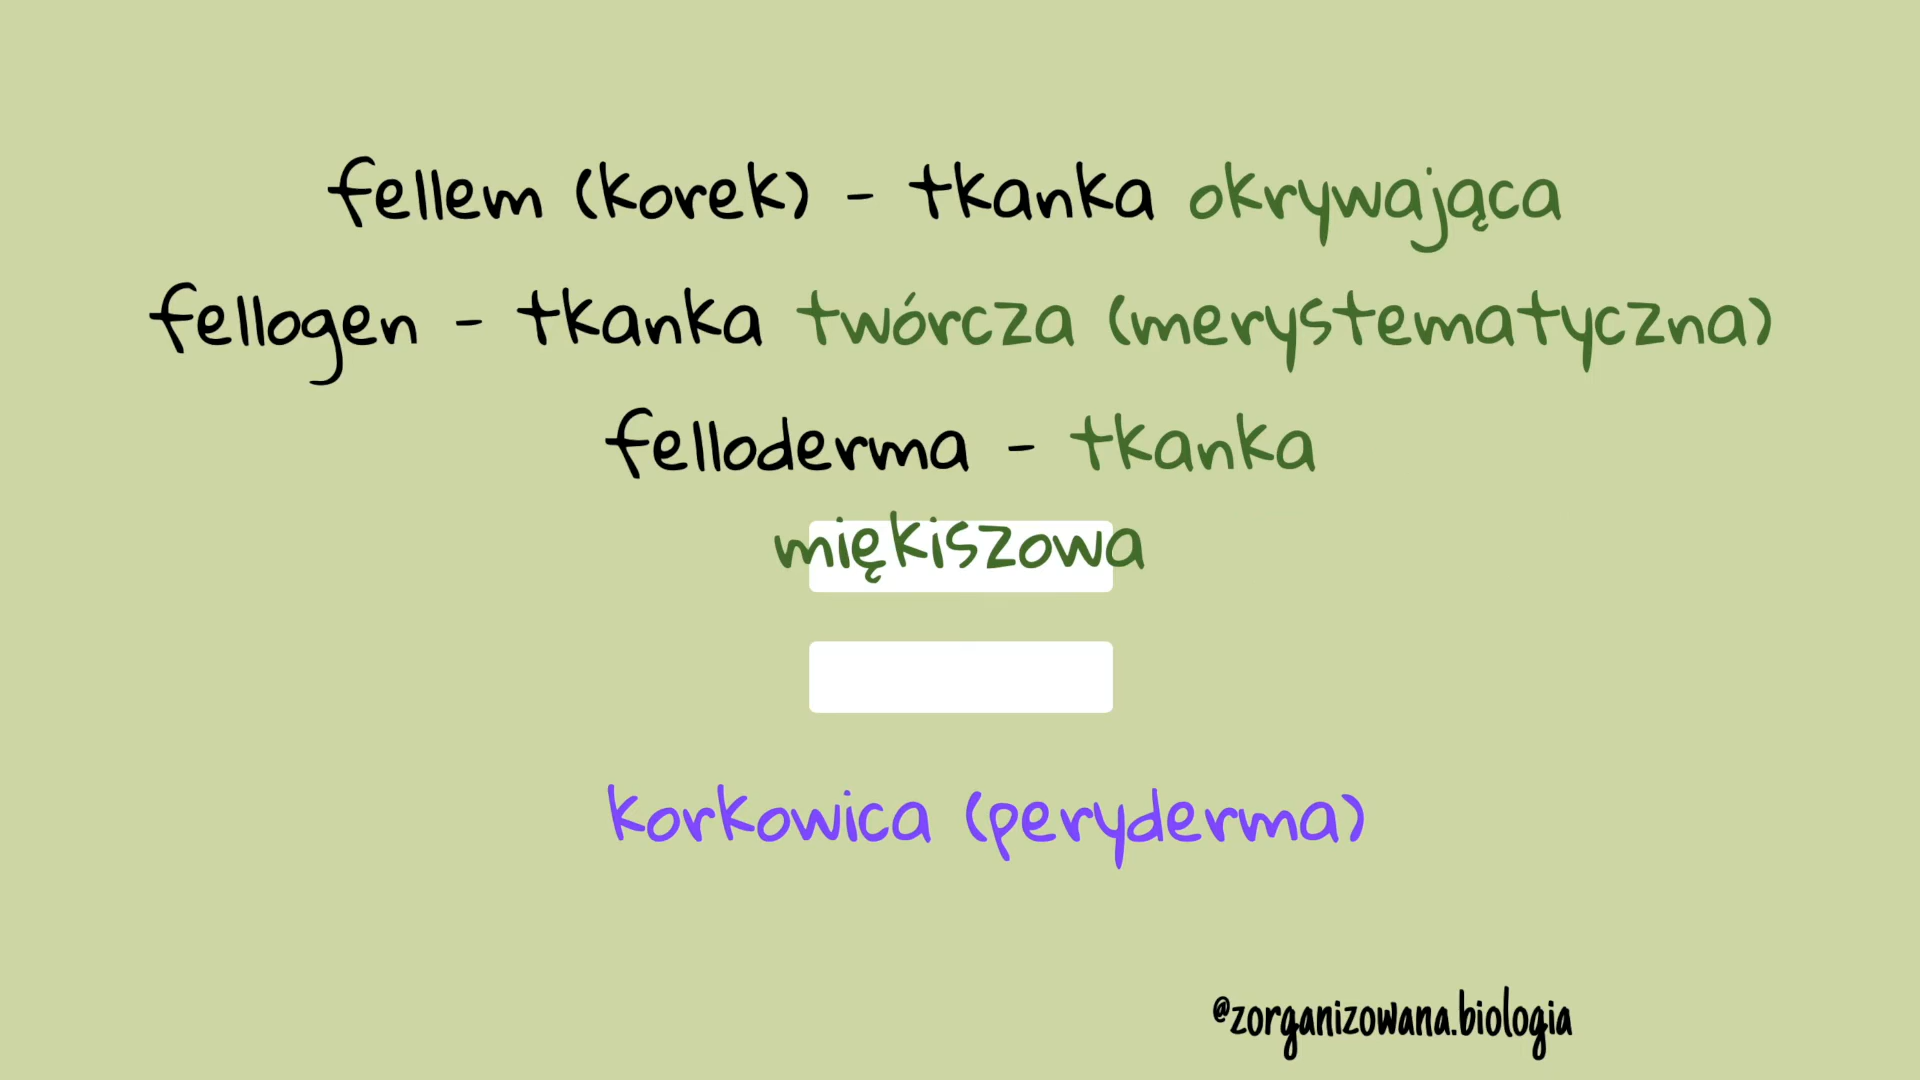 fellem (korek) - tkanka okrywająca
fellogen - tkanka twórcza (merystematyczna)
felloderma - tkanka
miękiszowa
korkowica (peryderma)
@zorganizowana.biologia